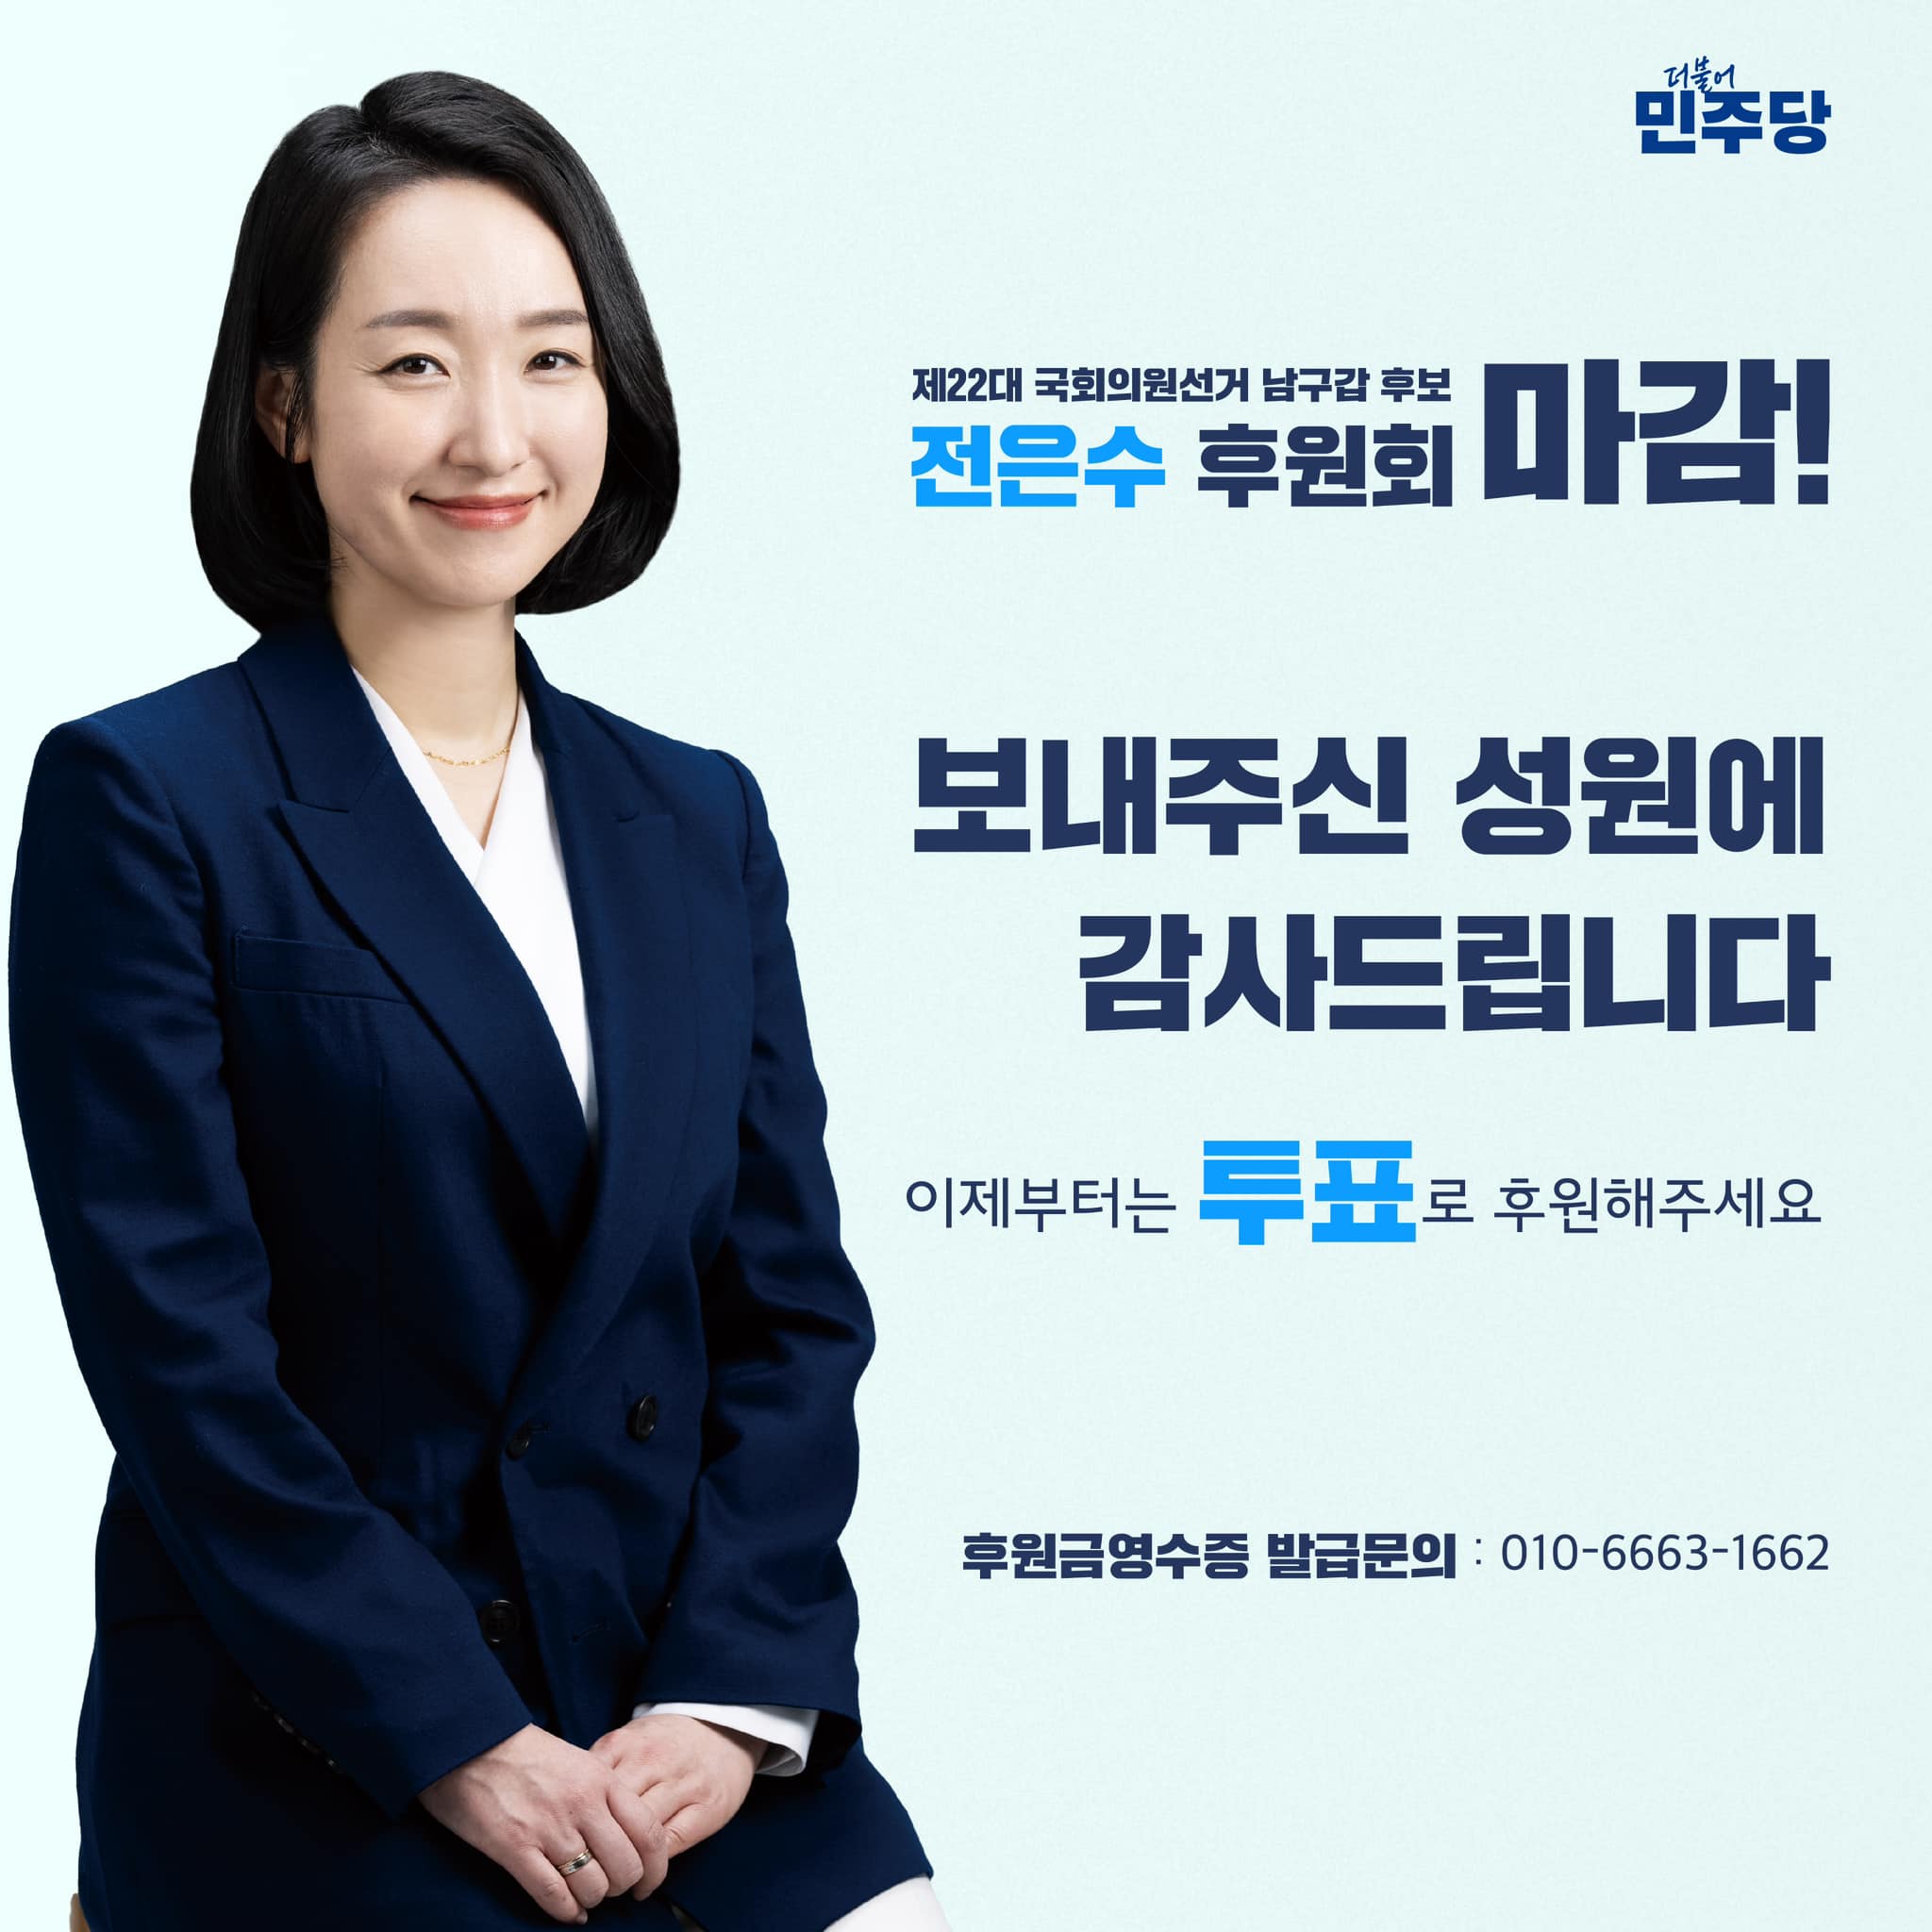 더불어
민주당
제22대 국회의원선거 남구갑 후보
전은수 후원회 마감!
보내주신 성원에
감사드립니다
이제부터는 투표로 후원해주세요
후원금영수증 발급문의 : 010-6663-1662